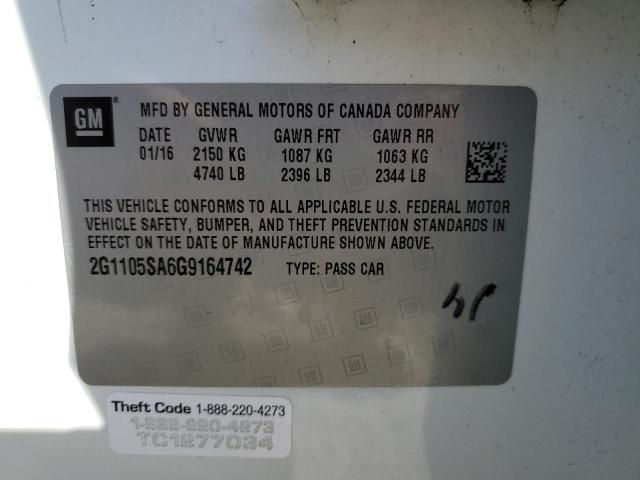 GM®
MFD BY GENERAL MOTORS OF CANADA COMPANY
DATE GVWR GAWR FRT GAWR RR
01/16 2150 KG 1087 KG 1063 KG
4740 LB 2396 LB 2344 LB
THIS VEHICLE CONFORMS TO ALL APPLICABLE U.S. FEDERAL MOTOR
VEHICLE SAFETY, BUMPER, AND THEFT PREVENTION STANDARDS IN
EFFECT ON THE DATE OF MANUFACTURE SHOWN ABOVE.
2G1105SA6G9164742 TYPE: PASS CAR
Theft Code 1-888-220-4273
1-888-220-4273
TC1277034